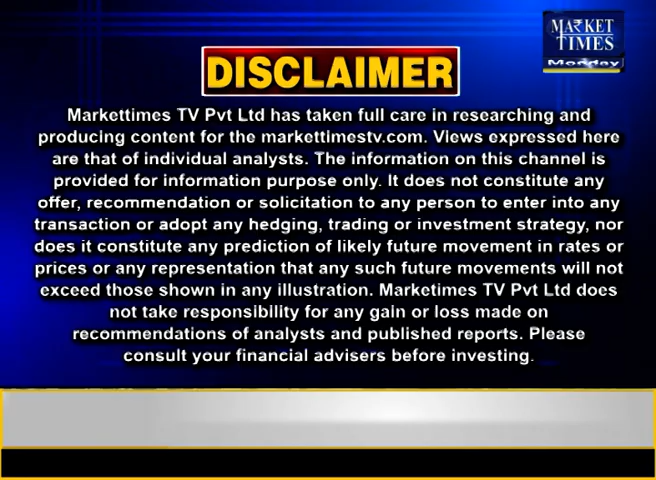 MARKET
TIMES
Monday
DISCLAIMER
Markettimes TV Pvt Ltd has taken full care in researching and
producing content for the markettimestv.com. Views expressed here
are that of individual analysts. The information on this channel is
provided for information purpose only. It does not constitute any
offer, recommendation or solicitation to any person to enter into any
transaction or adopt any hedging, trading or investment strategy, nor
does it constitute any prediction of likely future movement in rates or
prices or any representation that any such future movements will not
exceed those shown in any illustration. Marketimes TV Pvt Ltd does
not take responsibility for any gain or loss made on
recommendations of analysts and published reports. Please
consult your financial advisers before investing.